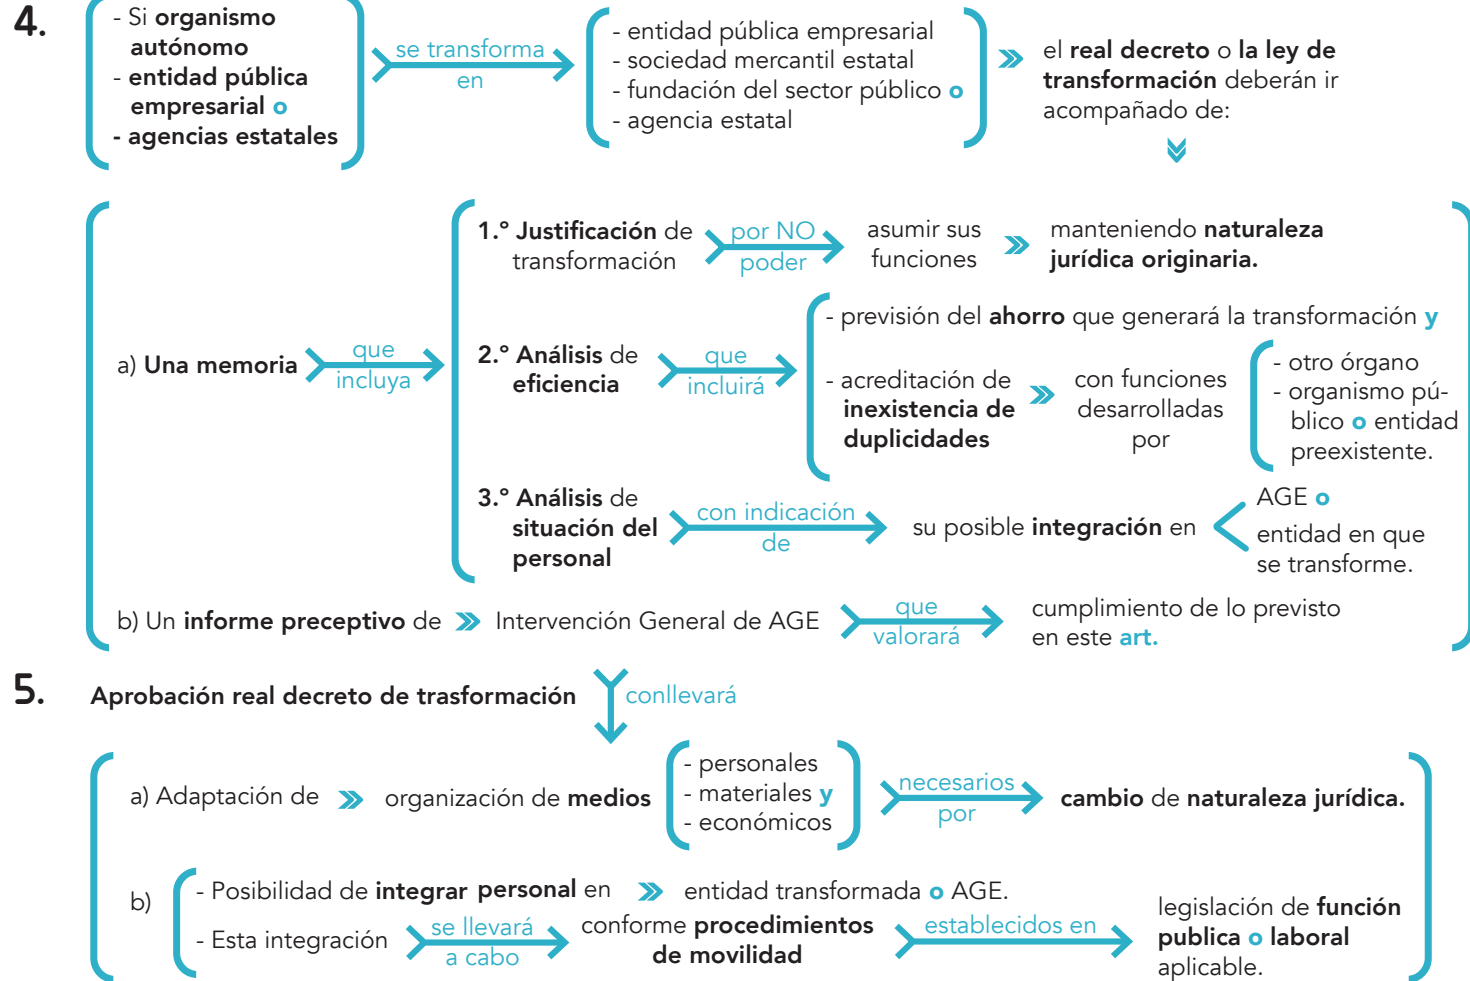 4.
- Si organismo
autónomo
- entidad pública
empresarial o
- agencias estatales
se transforma
en
- entidad pública empresarial
- sociedad mercantil estatal
- fundación del sector público o
- agencia estatal
el real decreto o la ley de
transformación deberán ir
acompañado de:
a) Una memoria
que
incluya
1.º Justificación de
transformación
por NO
poder
asumir sus
funciones
manteniendo naturaleza
jurídica originaria.
2.º Análisis de
eficiencia
que
incluirá
- previsión del ahorro que generará la transformación y
- acreditación de
inexistencia de
duplicidades
con funciones
desarrolladas
por
- otro órgano
- organismo pú-
blico o entidad
preexistente.
3.º Análisis de
situación del
personal
con indicación
de
su posible integración en
AGE o
entidad en que
se transforme.
b) Un informe preceptivo de
Intervención General de AGE
que
valorará
cumplimiento de lo previsto
en este art.
5.
Aprobación real decreto de trasformación
conllevará
a) Adaptación de
organización de medios
- personales
- materiales y
- económicos
necesarios
por
cambio de naturaleza jurídica.
b)
- Posibilidad de integrar personal en
entidad transformada o AGE.
- Esta integración
se llevará
a cabo
conforme procedimientos
de movilidad
establecidos en
legislación de función
publica o laboral
aplicable.